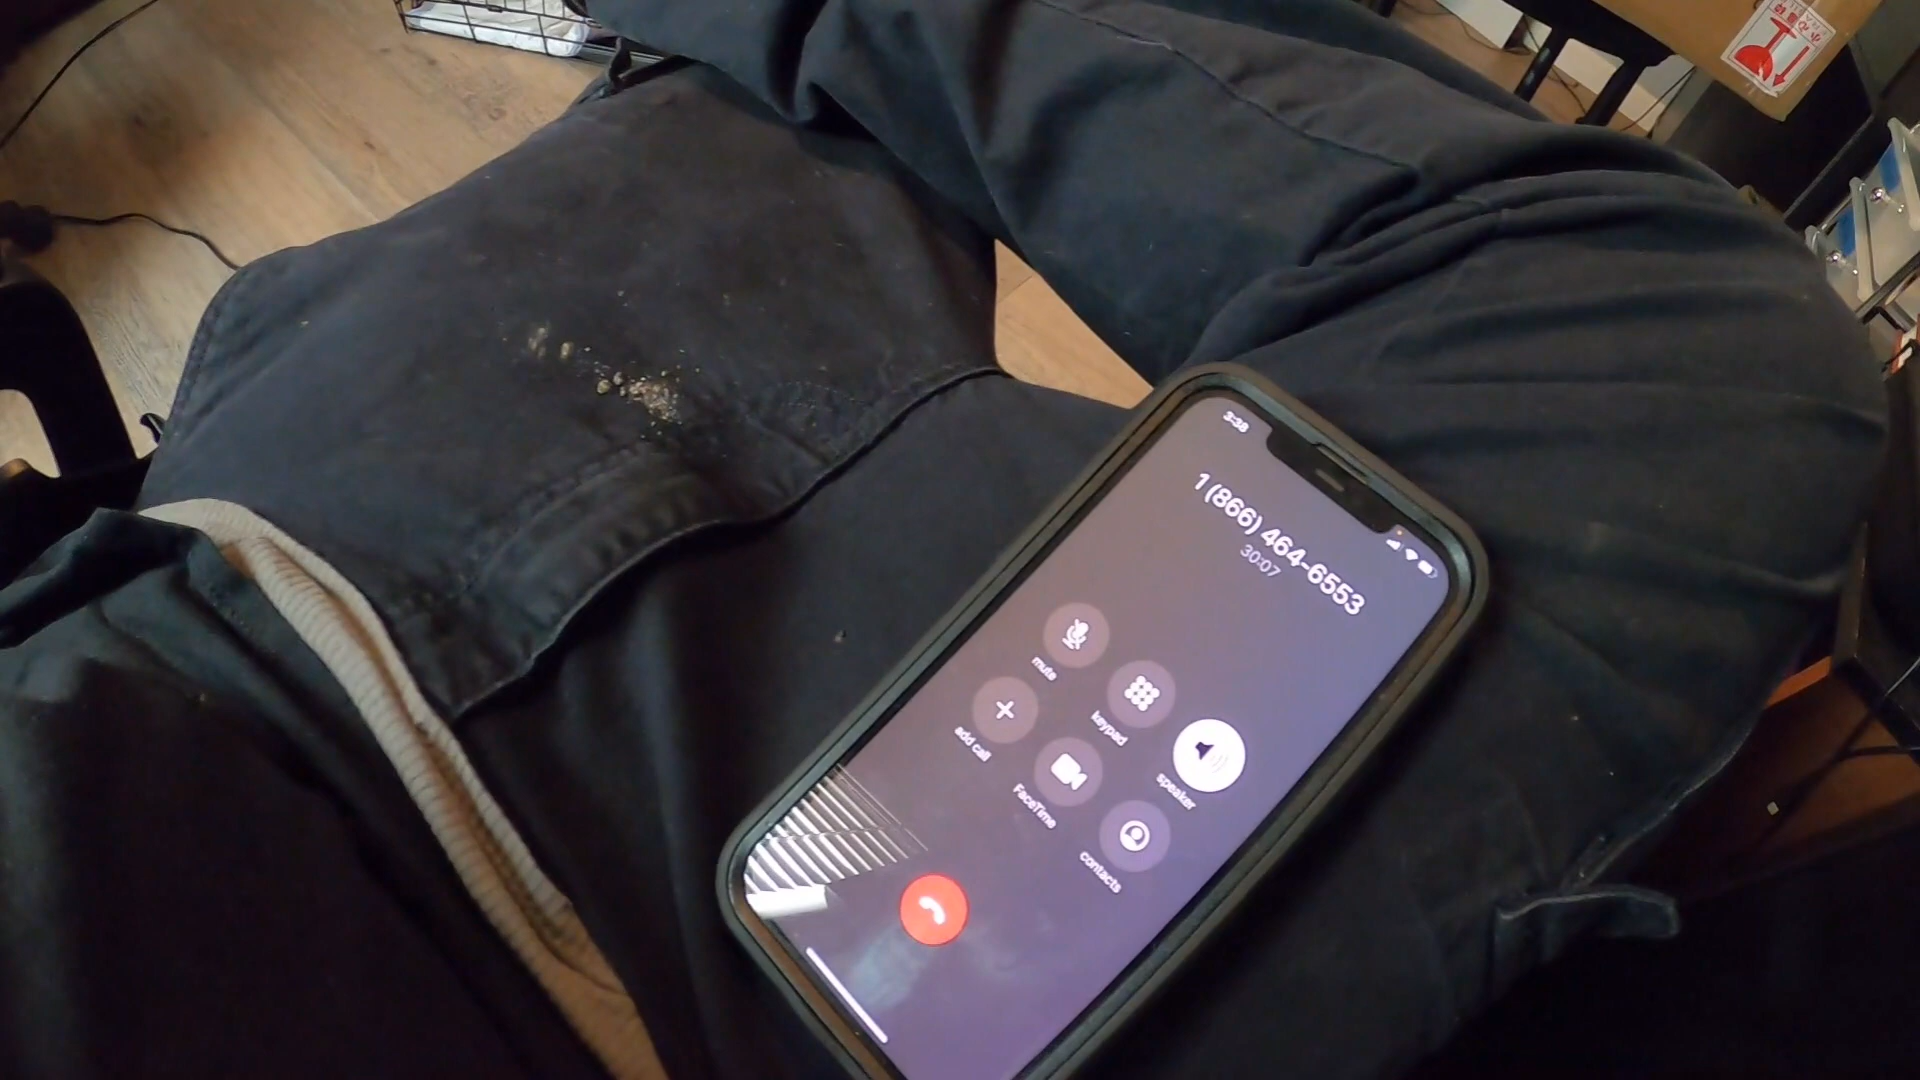 3:38
1 (866) 464-6553
30:07
mute
keypad
speaker
add call
FaceTime
contacts